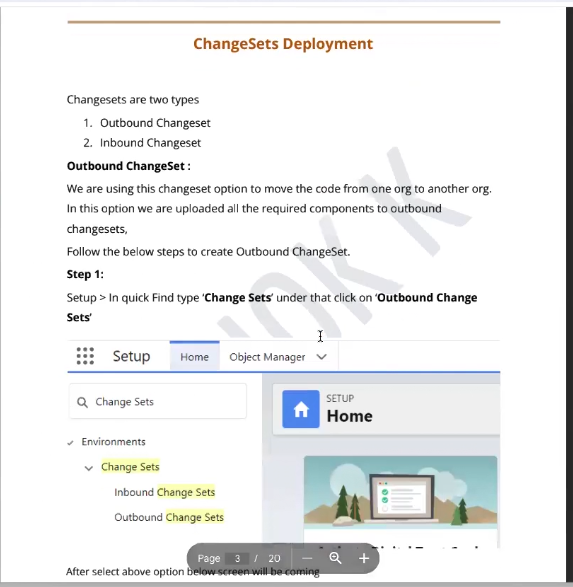 ChangeSets Deployment
Changesets are two types
1. Outbound Changeset
2. Inbound Changeset
Outbound ChangeSet :
We are using this changeset option to move the code from one org to another org.
In this option we are uploaded all the required components to outbound
changesets,
Follow the below steps to create Outbound ChangeSet.
Step 1:
Setup > In quick Find type ‘Change Sets’ under that click on ‘Outbound Change
Sets’
Setup Home Object Manager
Change Sets
SETUP
Home
Environments
Change Sets
Inbound Change Sets
Outbound Change Sets
Page 3 / 20
After select above option below screen will be coming